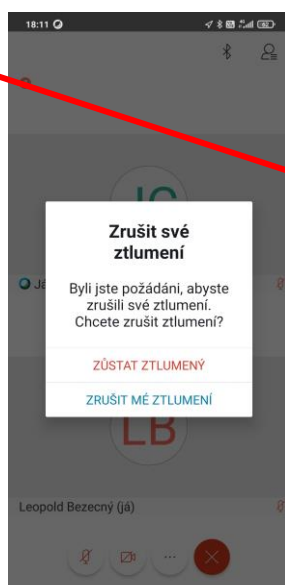 18:11
Zrušit své
ztlumení
Já
Byli jste požádáni, abyste
zrušili své ztlumení.
Chcete zrušit ztlumení?
ZŮSTAT ZTLUMENÝ
ZRUŠIT MÉ ZTLUMENÍ
LB
Leopold Bezecný (já)